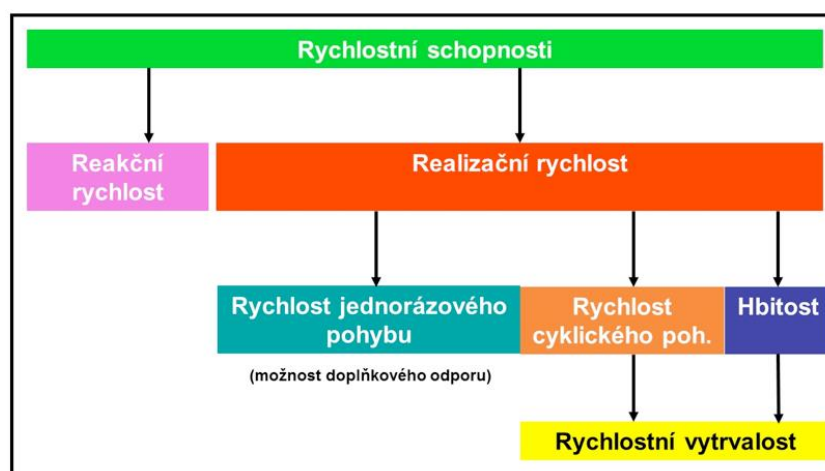 Rychlostní schopnosti
Reakční
rychlost
Realizační rychlost
Rychlost jednorázového
pohybu
Rychlost
cyklického poh.
Hbitost
(možnost doplňkového odporu)
Rychlostní vytrvalost